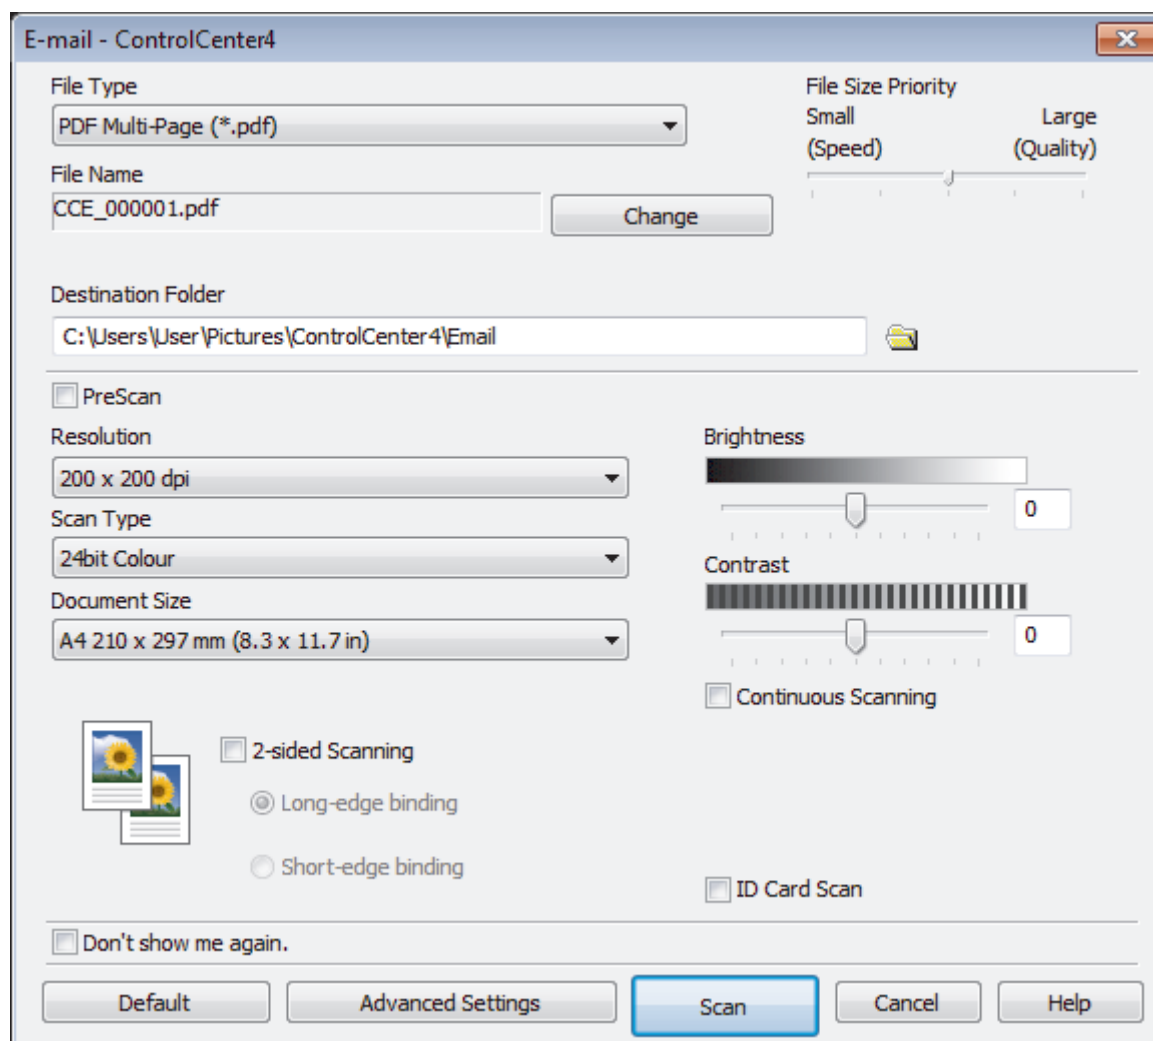 E-mail - ControlCenter4
File Type
PDF Multi-Page (*.pdf)
File Name
CCE_000001.pdf
Change
File Size Priority
Small Large
(Speed) (Quality)
Destination Folder
C:\Users\User\Pictures\ControlCenter4\Email
PreScan
Resolution
200 x 200 dpi
Scan Type
24bit Colour
Document Size
A4 210 x 297 mm (8.3 x 11.7 in)
Brightness
0
Contrast
0
Continuous Scanning
2-sided Scanning
Long-edge binding
Short-edge binding
ID Card Scan
Don't show me again.
Default Advanced Settings Scan Cancel Help